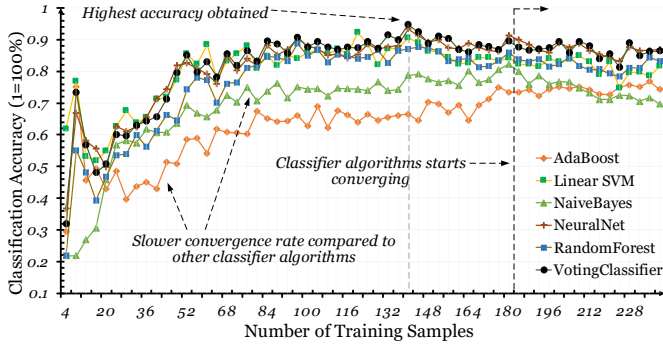 Highest accuracy obtained
1
0.9
0.8
0.7
0.6
0.5
0.4
0.3
0.2
0.1
Classification Accuracy (1=100%)
Classifier algorithms starts
converging
Slower convergence rate compared to
other classifier algorithms
AdaBoost
Linear SVM
NaiveBayes
NeuralNet
RandomForest
VotingClassifier
4 20 36 52 68 84 100 116 132 148 164 180 196 212 228
Number of Training Samples